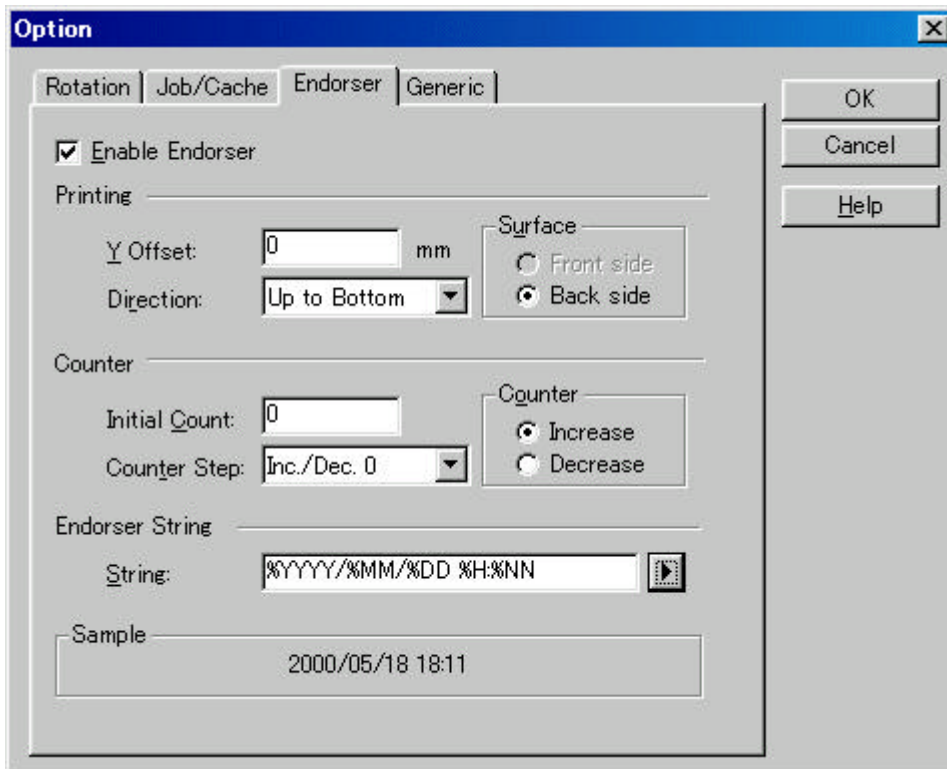 Option
Rotation Job/Cache Endorser Generic
OK
Cancel
Help
Enable Endorser
Printing
Y Offset: 0 mm
Direction: Up to Bottom
Surface
Front side
Back side
Counter
Initial Count: 0
Counter Step: Inc./Dec. 0
Counter
Increase
Decrease
Endorser String
String: %YYYY/%MM/%DD %H:%NN
Sample
2000/05/18 18:11